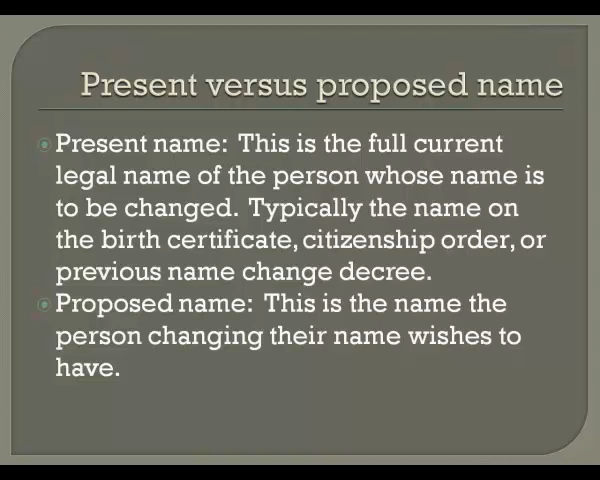 Present versus proposed name
Present name:  This is the full current
legal name of the person whose name is
to be changed.  Typically the name on
the birth certificate, citizenship order, or
previous name change decree.
Proposed name:  This is the name the
person changing their name wishes to
have.